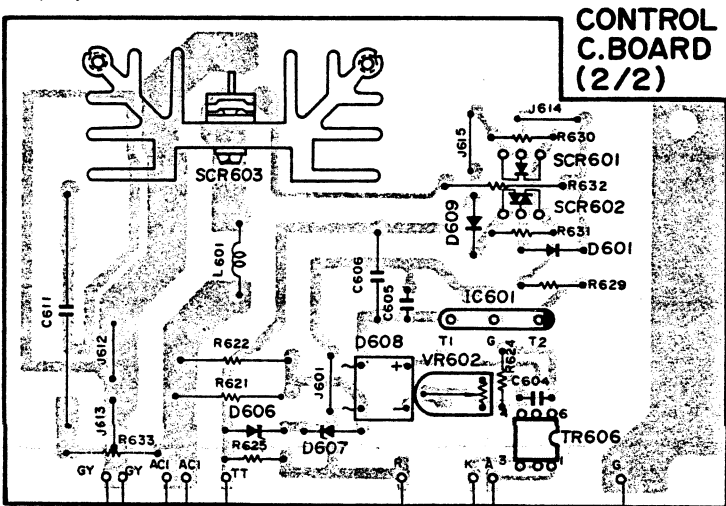 CONTROL
C.BOARD
(2/2)
J614
J615
R630
SCR601
SCR603
R632
SCR602
D609
R631
D601
L601
C606
C605
R629
C611
IC601
T1 G T2
J612
R622
D608
VR602
R624
J601
C604
R621
J613
D606
6
TR606
R633
R625
D607
3 1
GY GY AC1 AC1 TT K A G